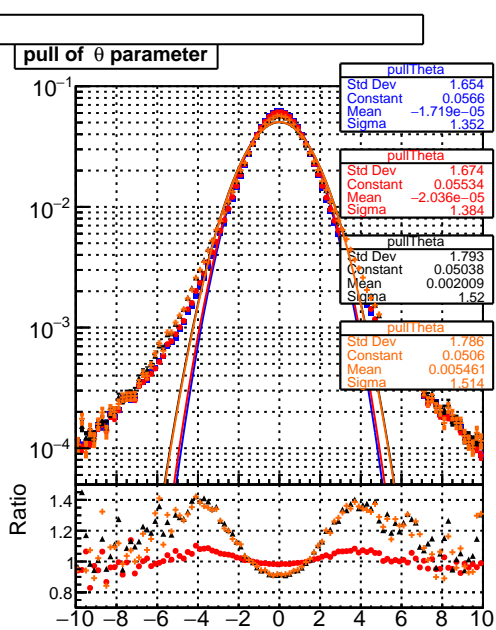 pull of θ parameter
pullTheta
Std Dev 1.654
Constant 0.0566
Mean −1.719e−05
Sigma 1.352
pullTheta
Std Dev 1.674
Constant 0.05534
Mean −2.036e−05
Sigma 1.384
pullTheta
Std Dev 1.793
Constant 0.05038
Mean 0.002009
Sigma 1.52
pullTheta
Std Dev 1.786
Constant 0.0506
Mean 0.005461
Sigma 1.514
10−1
10−2
10−3
10−4
Ratio
1.4
1.2
1
0.8
−10 −8 −6 −4 −2 0 2 4 6 8 10